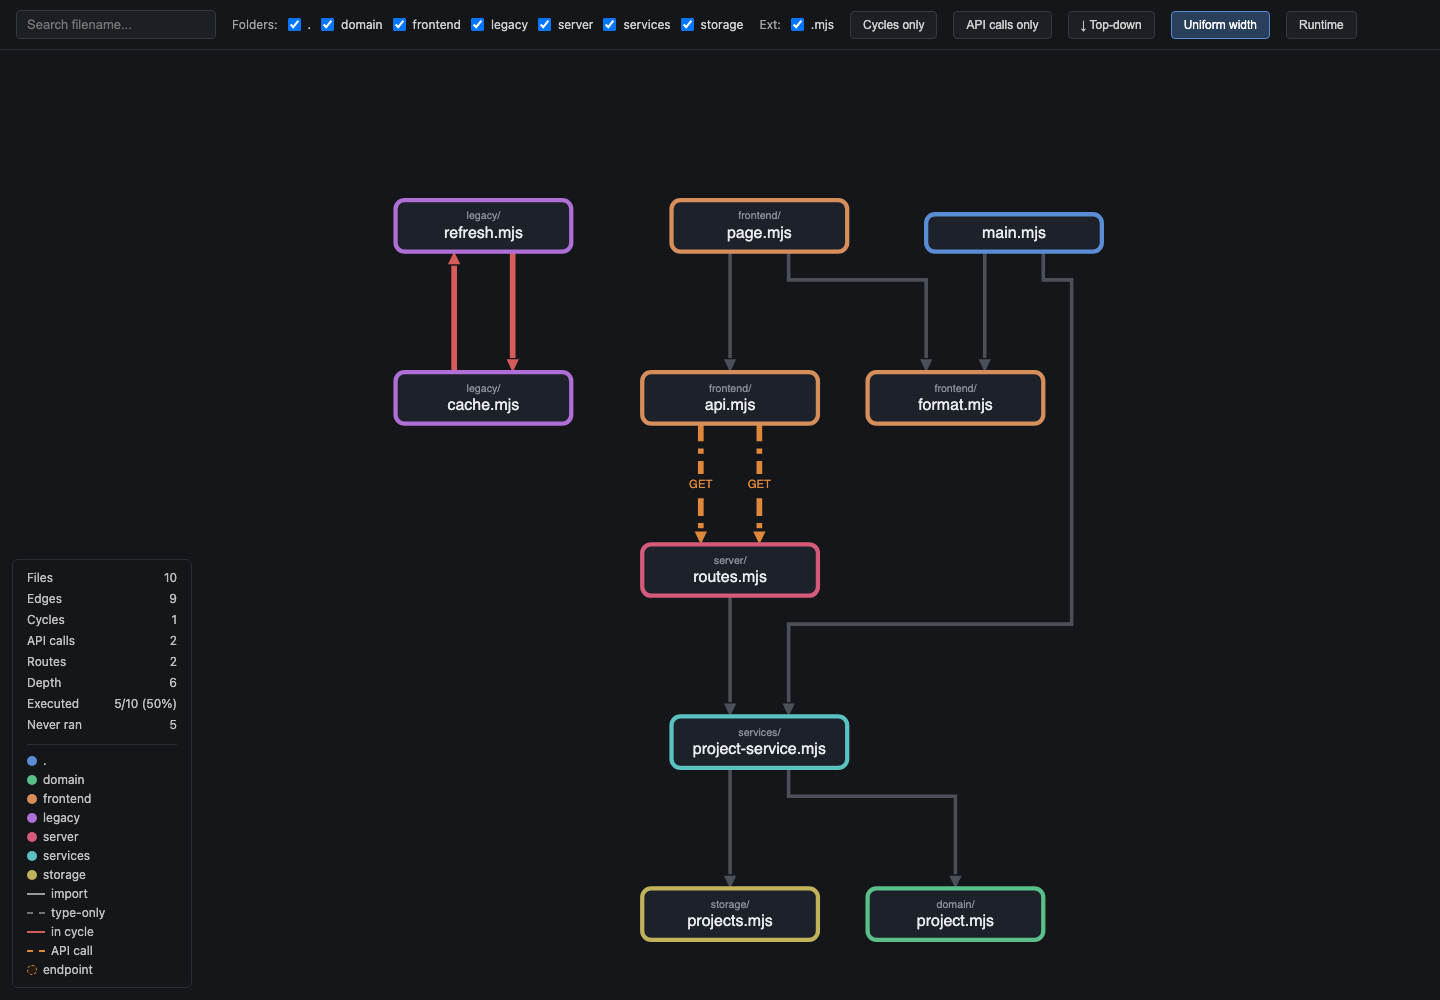 Search filename...
Folders: . domain frontend legacy server services storage Ext: .mjs Cycles only API calls only ↓ Top-down Uniform width Runtime
legacy/
refresh.mjs
frontend/
page.mjs
main.mjs
legacy/
cache.mjs
frontend/
api.mjs
frontend/
format.mjs
GET GET
server/
routes.mjs
services/
project-service.mjs
storage/
projects.mjs
domain/
project.mjs
Files 10
Edges 9
Cycles 1
API calls 2
Routes 2
Depth 6
Executed 5/10 (50%)
Never ran 5
.
domain
frontend
legacy
server
services
storage
import
type-only
in cycle
API call
endpoint